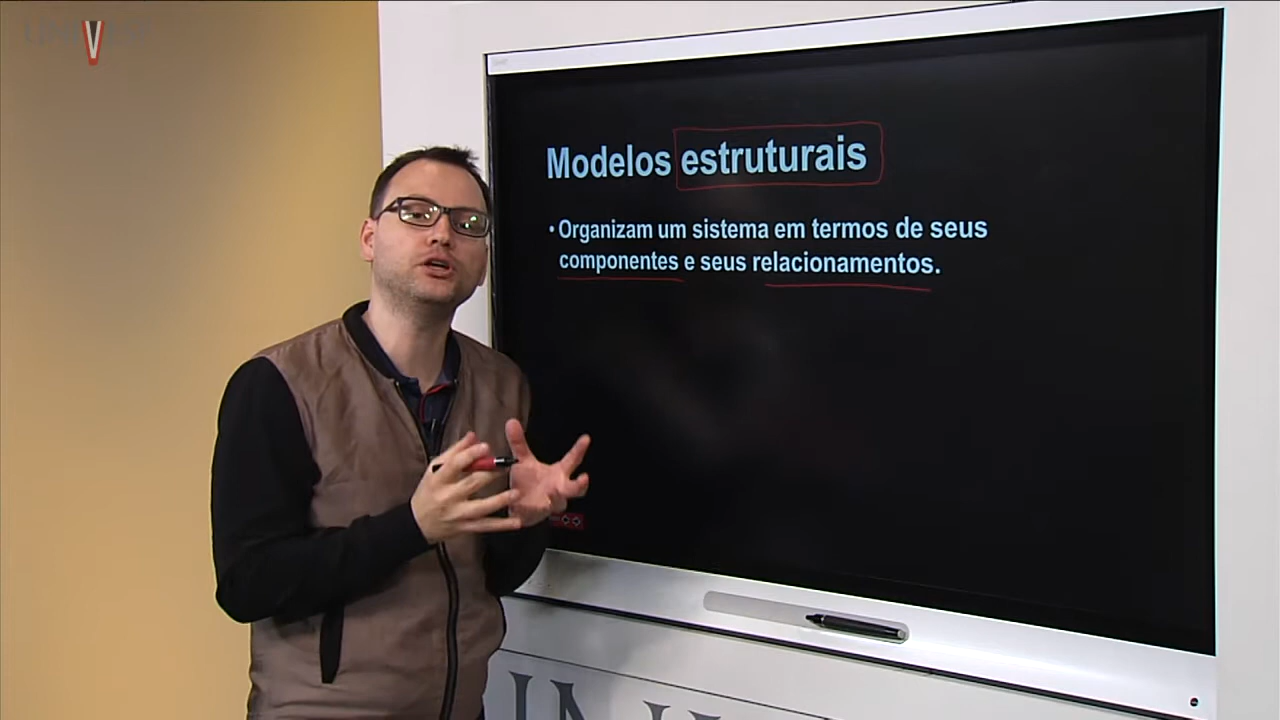 Modelos estruturais
• Organizam um sistema em termos de seus
componentes e seus relacionamentos.